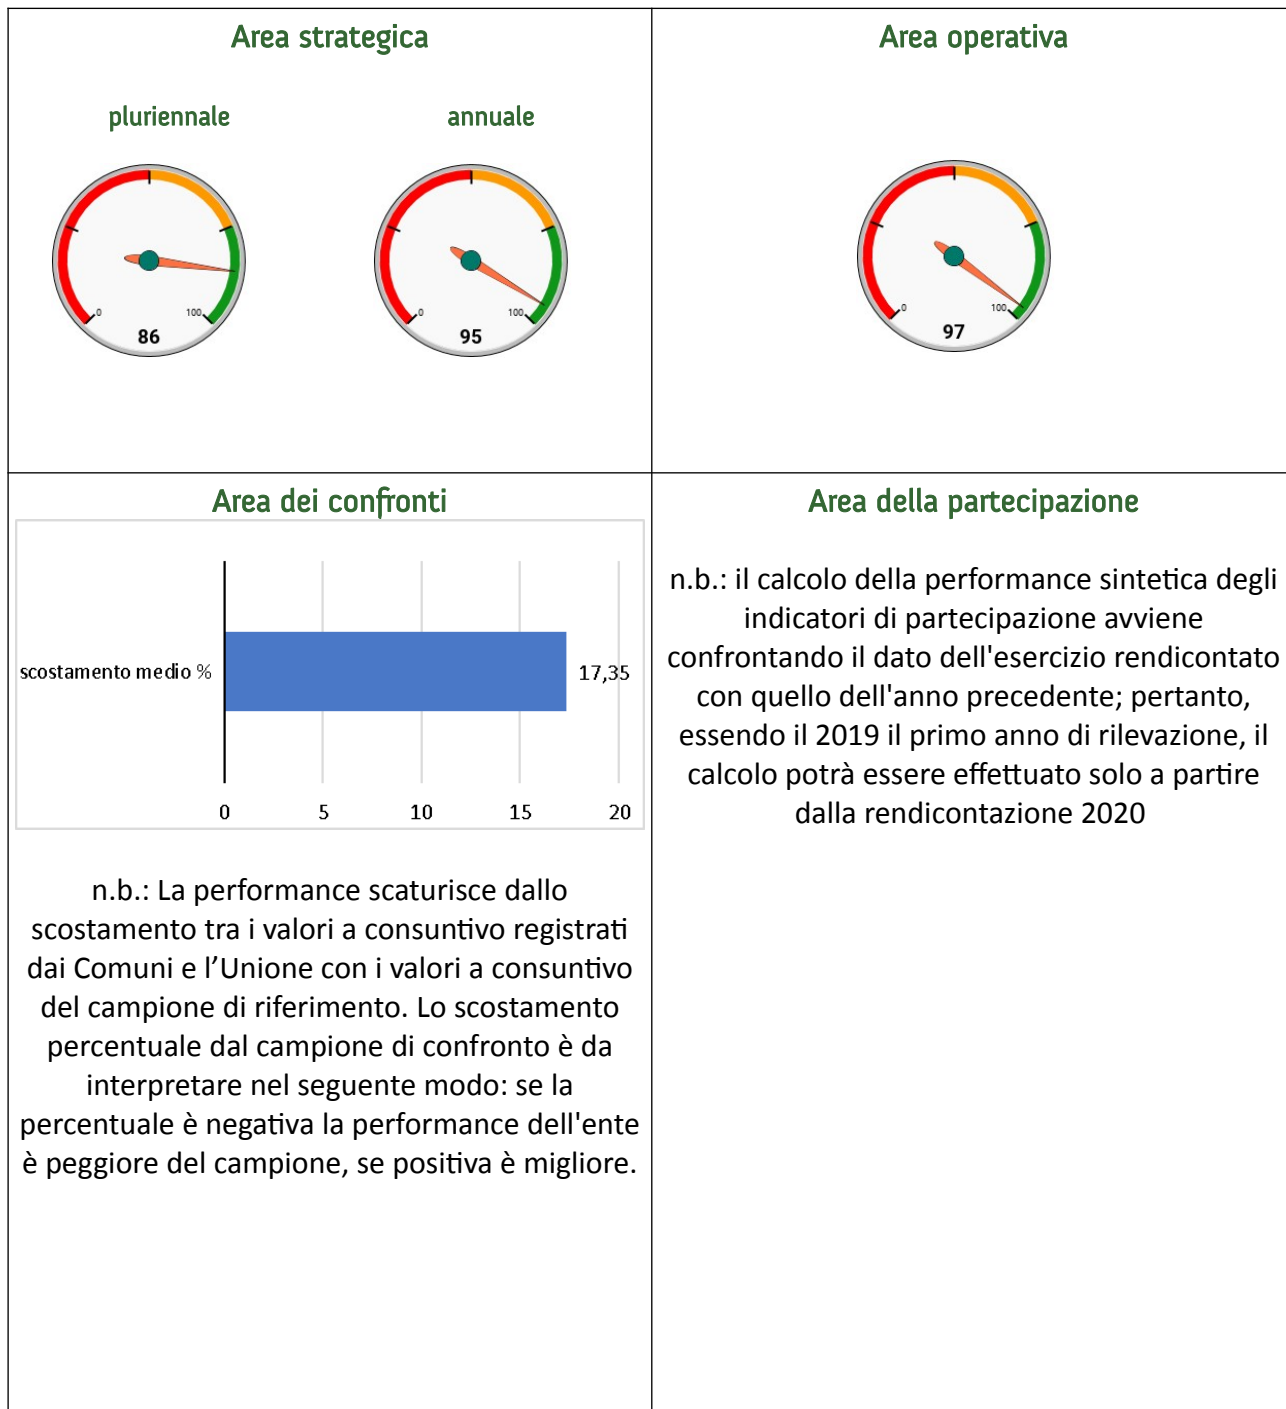 Area strategica
pluriennale
annuale
0
100
86
0
100
95
Area operativa
0
100
97
Area dei confronti
scostamento medio %
17,35
0
5
10
15
20
n.b.: La performance scaturisce dallo
scostamento tra i valori a consuntivo registrati
dai Comuni e l’Unione con i valori a consuntivo
del campione di riferimento. Lo scostamento
percentuale dal campione di confronto è da
interpretare nel seguente modo: se la
percentuale è negativa la performance dell'ente
è peggiore del campione, se positiva è migliore.
Area della partecipazione
n.b.: il calcolo della performance sintetica degli
indicatori di partecipazione avviene
confrontando il dato dell'esercizio rendicontato
con quello dell'anno precedente; pertanto,
essendo il 2019 il primo anno di rilevazione, il
calcolo potrà essere effettuato solo a partire
dalla rendicontazione 2020